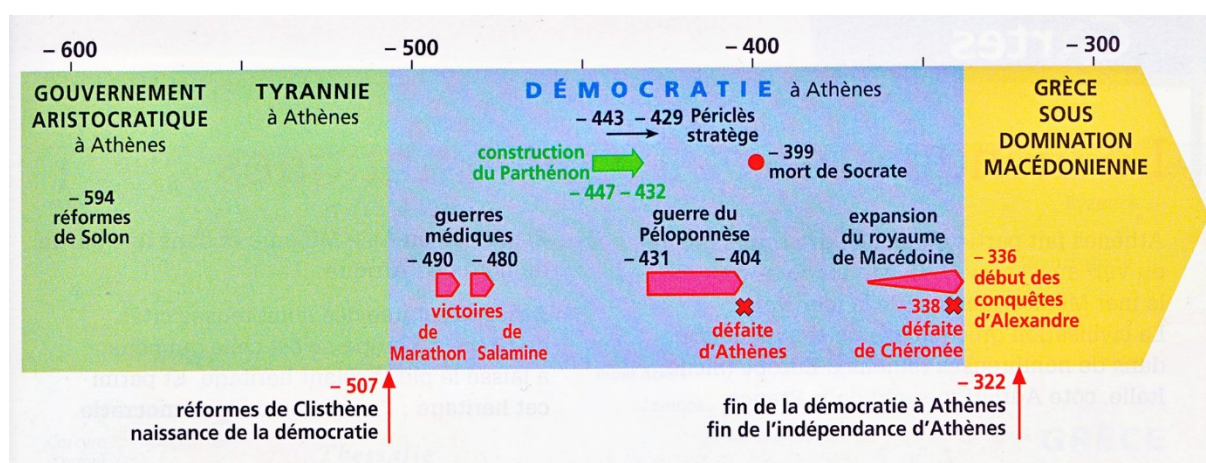 – 600
– 500
– 400
– 300
GOUVERNEMENT
ARISTOCRATIQUE
à Athènes
– 594
réformes
de Solon
TYRANNIE
à Athènes
DÉMOCRATIE à Athènes
– 443 – 429 Périclès
stratège
construction
du Parthénon
– 447 – 432
– 399
mort de Socrate
guerres
médiques
– 490 – 480
victoires
de de
Marathon Salamine
guerre du
Péloponnèse
– 431 – 404
défaite
d'Athènes
expansion
du royaume
de Macédoine
– 338
défaite
de Chéronée
GRÈCE
SOUS
DOMINATION
MACÉDONIENNE
– 336
début des
conquêtes
d'Alexandre
– 507
réformes de Clisthène
naissance de la démocratie
– 322
fin de la démocratie à Athènes
fin de l'indépendance d'Athènes